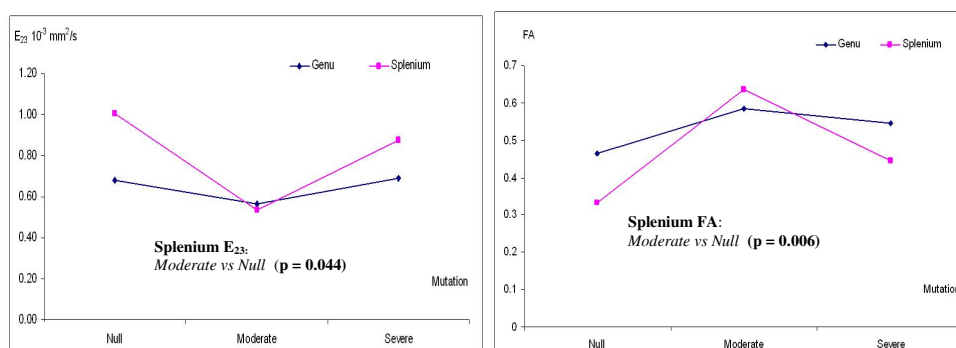 E₂₃ 10⁻³ mm²/s
Genu
Splenium
1.20
1.00
0.80
0.60
0.40
0.20
0.00
Splenium E₂₃:
Moderate vs Null (p = 0.044)
Mutation
Null
Moderate
Severe
FA
Genu
Splenium
0.7
0.6
0.5
0.4
0.3
0.2
0.1
0
Splenium FA:
Moderate vs Null (p = 0.006)
Mutation
Null
Moderate
Severe